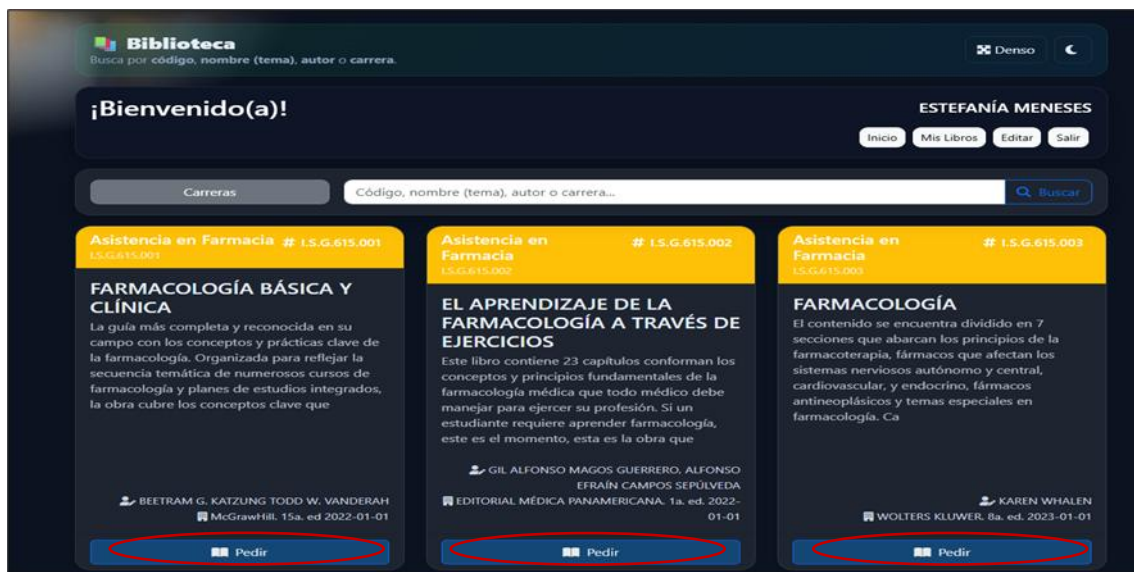 Biblioteca
Busca por código, nombre (tema), autor o carrera.
Denso
¡Bienvenido(a)!
ESTEFANÍA MENESES
Inicio
Mis Libros
Editar
Salir
Carreras
Código, nombre (tema), autor o carrera...
Buscar
Asistencia en Farmacia
# I.S.G.615.001
I.S.G.615.001
FARMACOLOGÍA BÁSICA Y
CLÍNICA
La guía más completa y reconocida en su
campo con los conceptos y prácticas clave de
la farmacología. Organizada para reflejar la
secuencia temática de numerosos cursos de
farmacología y planes de estudios integrados,
la obra cubre los conceptos clave que
BEETRAM G. KATZUNG TODD W. VANDERAH
McGrawHill. 15a. ed 2022-01-01
Pedir
Asistencia en
Farmacia
# I.S.G.615.002
I.S.G.615.002
EL APRENDIZAJE DE LA
FARMACOLOGÍA A TRAVÉS DE
EJERCICIOS
Este libro contiene 23 capítulos conforman los
conceptos y principios fundamentales de la
farmacología médica que todo médico debe
manejar para ejercer su profesión. Si un
estudiante requiere aprender farmacología,
este es el momento, esta es la obra que
GIL ALFONSO MAGOS GUERRERO, ALFONSO
EFRAÍN CAMPOS SEPÚLVEDA
EDITORIAL MÉDICA PANAMERICANA. 1a. ed. 2022-
01-01
Pedir
Asistencia en
Farmacia
# I.S.G.615.003
I.S.G.615.003
FARMACOLOGÍA
El contenido se encuentra dividido en 7
secciones que abarcan los principios de la
farmacoterapia, fármacos que afectan los
sistemas nerviosos autónomo y central,
cardiovascular, y endocrino, fármacos
antineoplásicos y temas especiales en
farmacología. Ca
KAREN WHALEN
WOLTERS KLUWER. 8a. ed. 2023-01-01
Pedir